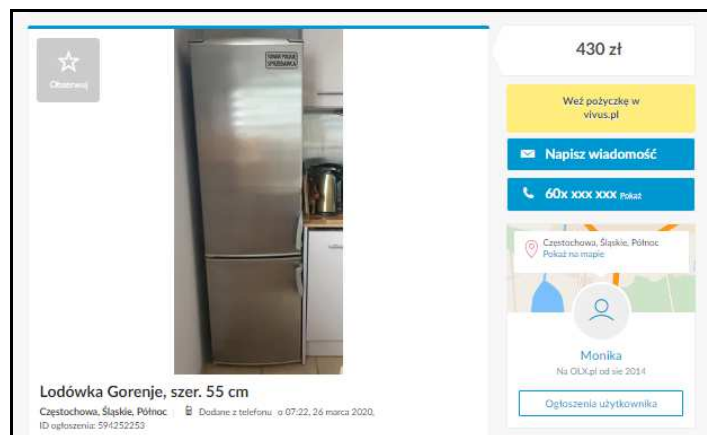 Obserwuj
430 zł
Weź pożyczkę w
vivus.pl
Napisz wiadomość
60x xxx xxx Pokaż
Częstochowa, Śląskie, Północ
Pokaż na mapie
Monika
Na OLX.pl od sie 2014
Ogłoszenia użytkownika
Lodówka Gorenje, szer. 55 cm
Częstochowa, Śląskie, Północ Dodane z telefonu o 07:22, 26 marca 2020,
ID ogłoszenia: 594252253